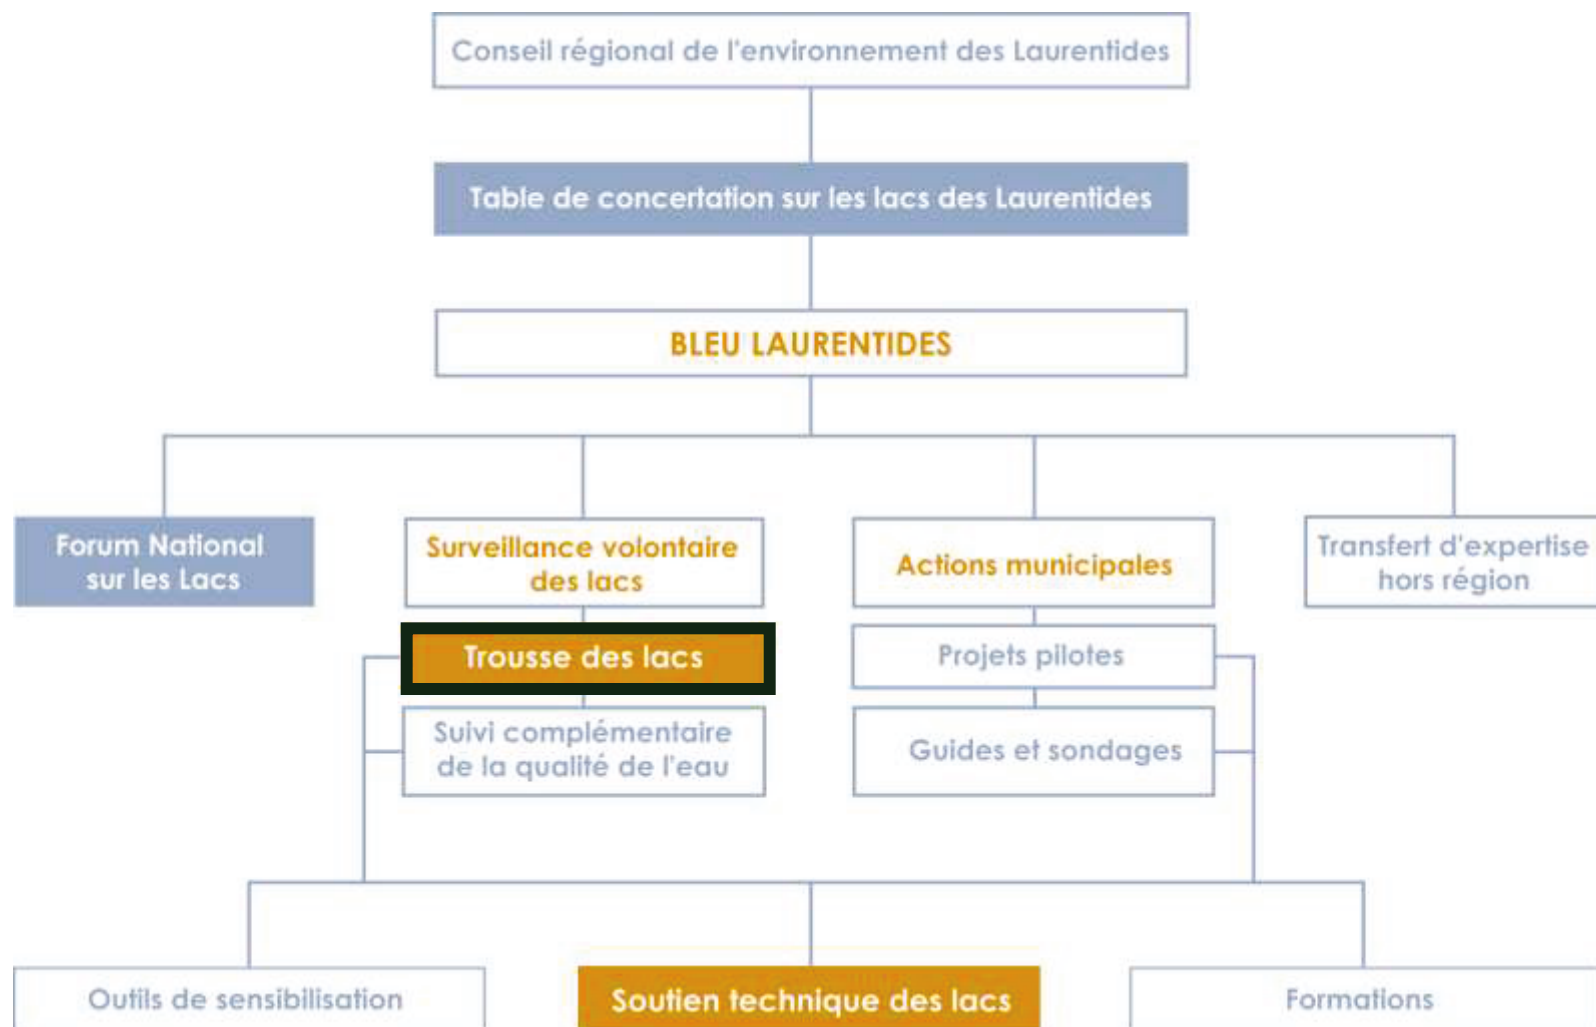 Conseil régional de l'environnement des Laurentides
Table de concertation sur les lacs des Laurentides
BLEU LAURENTIDES
Forum National
sur les Lacs
Surveillance volontaire
des lacs
Actions municipales
Transfert d'expertise
hors région
Trousse des lacs
Projets pilotes
Suivi complémentaire
de la qualité de l'eau
Guides et sondages
Outils de sensibilisation
Soutien technique des lacs
Formations